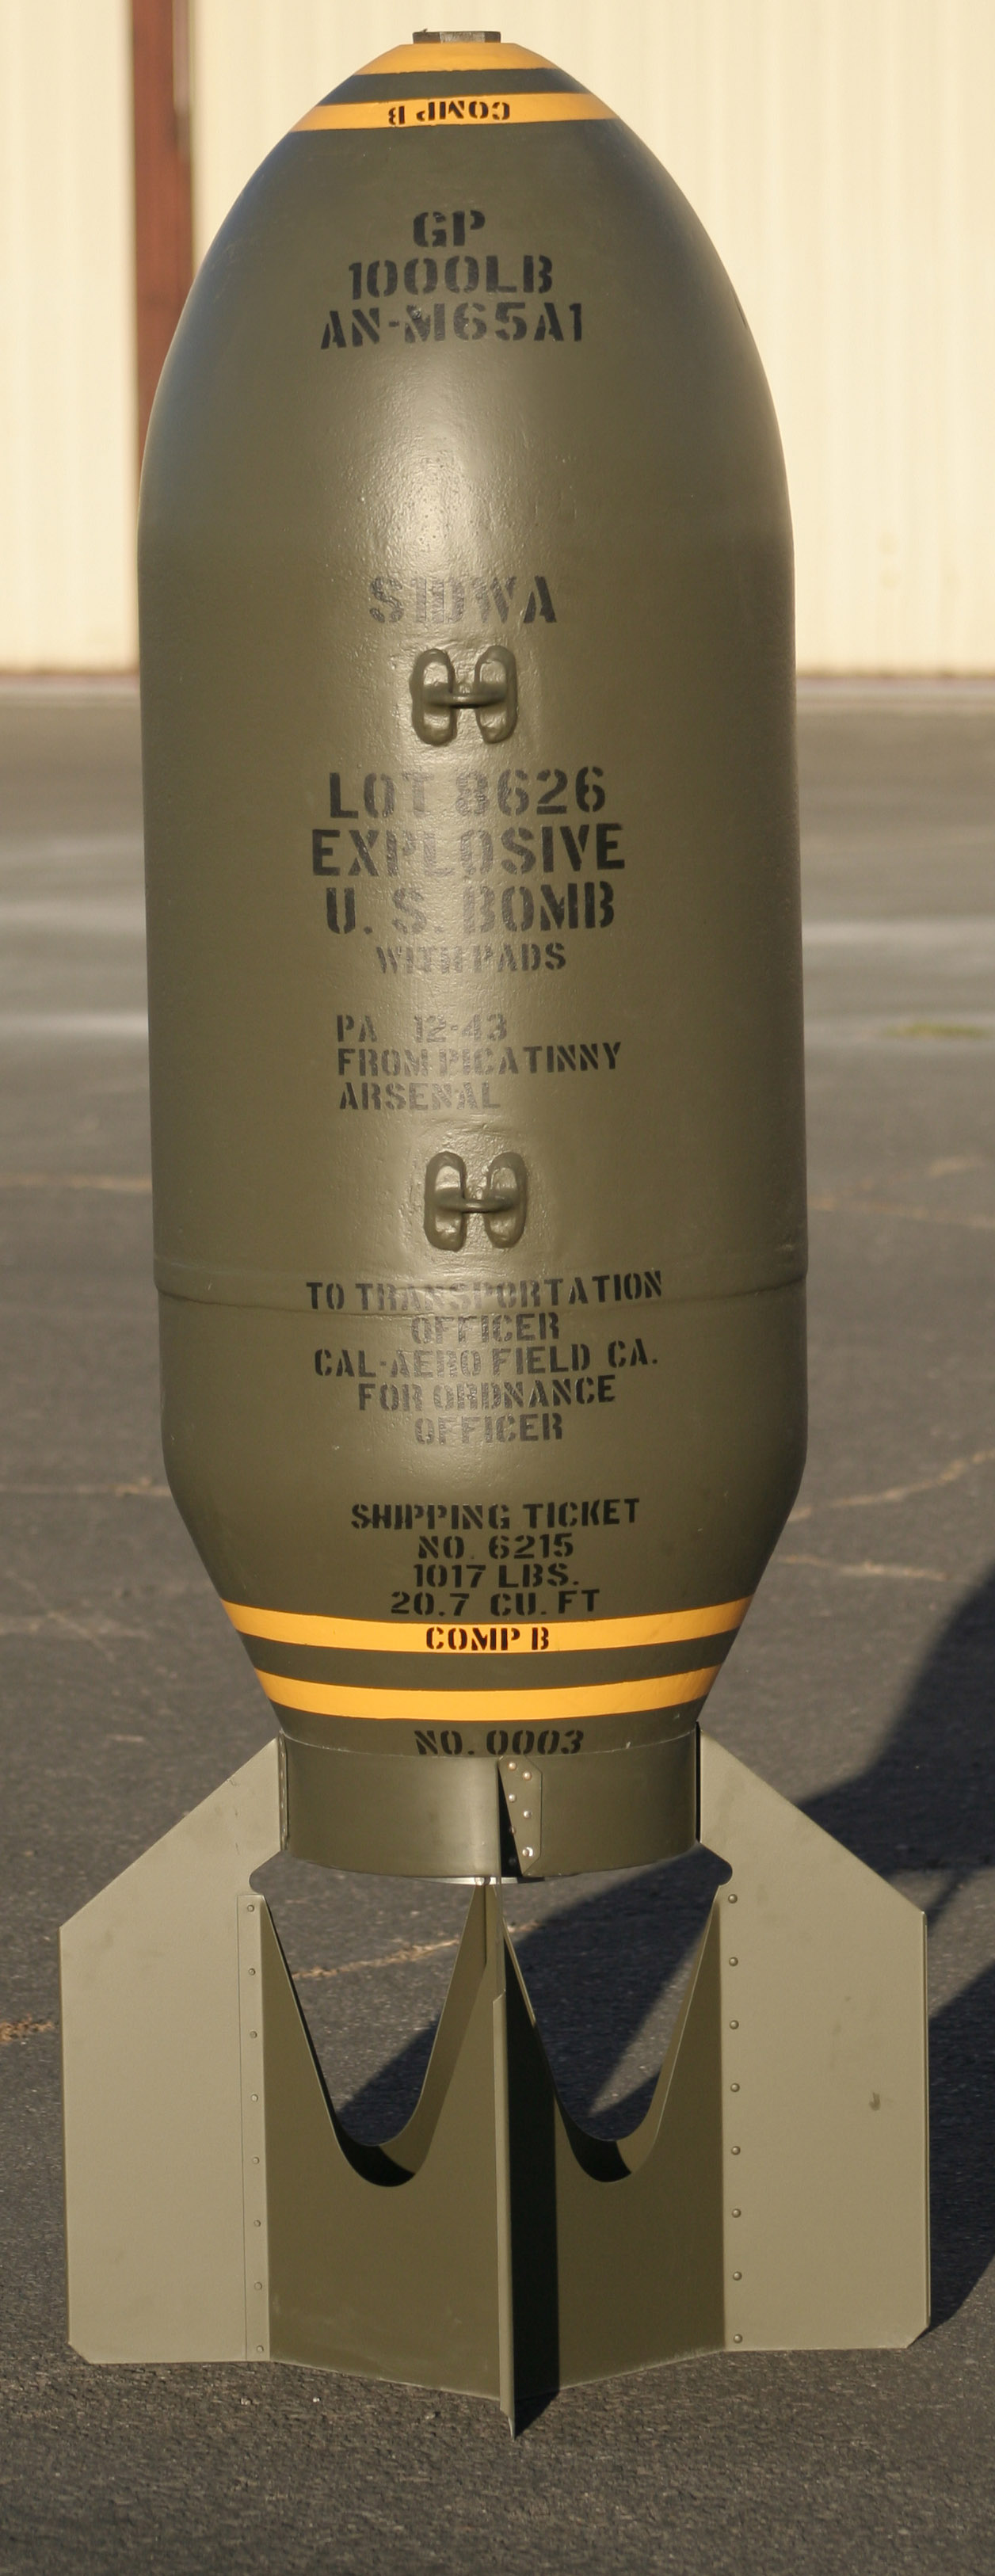 COMP B
GP
1000LB
AN-M65A1
S1DWA
LOT 8626
EXPLOSIVE
U. S. BOMB
WITH PADS
PA 12-43
FROM PICATINNY
ARSENAL
TO TRANSPORTATION
OFFICER
CAL-AERO FIELD CA.
FOR ORDNANCE
OFFICER
SHIPPING TICKET
NO. 6215
1017 LBS.
20.7 CU. FT
COMP B
NO. 0003